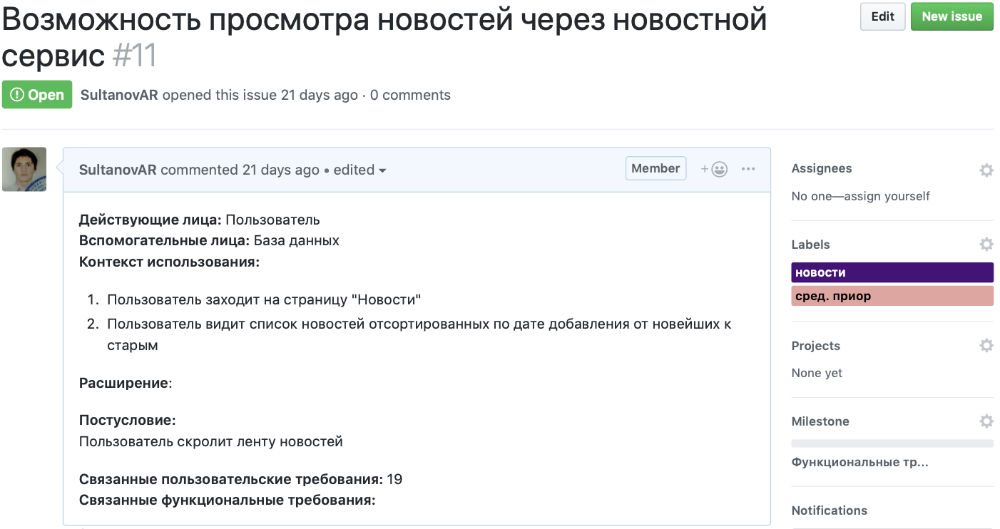 Возможность просмотра новостей через новостной
сервис #11
Edit
New issue
Open SultanovAR opened this issue 21 days ago · 0 comments
SultanovAR commented 21 days ago • edited
Member
Действующие лица: Пользователь
Вспомогательные лица: База данных
Контекст использования:
1. Пользователь заходит на страницу "Новости"
2. Пользователь видит список новостей отсортированных по дате добавления от новейших к
старым
Расширение:
Постусловие:
Пользователь скролит ленту новостей
Связанные пользовательские требования: 19
Связанные функциональные требования:
Assignees
No one—assign yourself
Labels
новости
сред. приор
Projects
None yet
Milestone
Функциональные тр...
Notifications